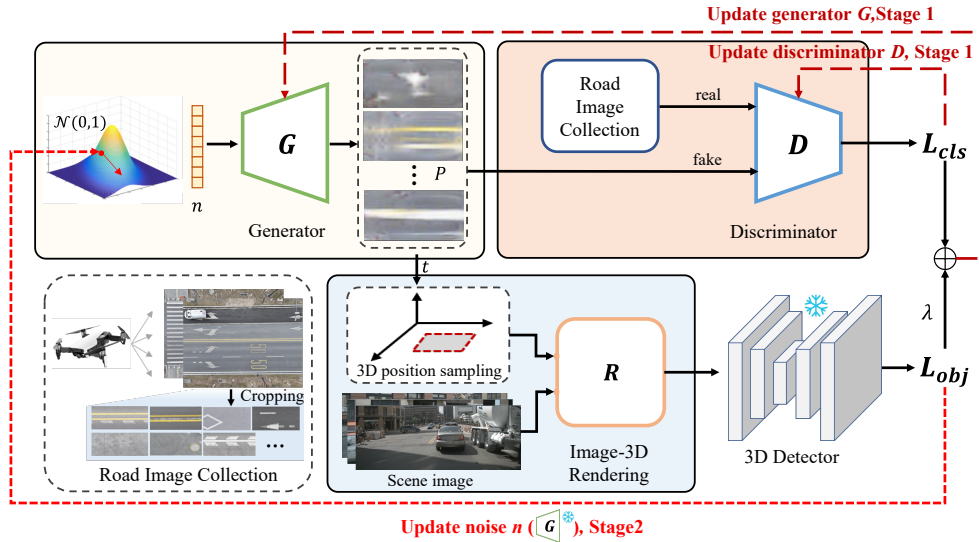 Update generator G,Stage 1
Update discriminator D, Stage 1
𝒩(0,1)
n
G
P
Generator
Road
Image
Collection
real
fake
D
Discriminator
L_cls
t
λ
3D position sampling
R
Image-3D
Rendering
Scene image
3D Detector
L_obj
Cropping
...
Road Image Collection
Update noise n ( G ), Stage2